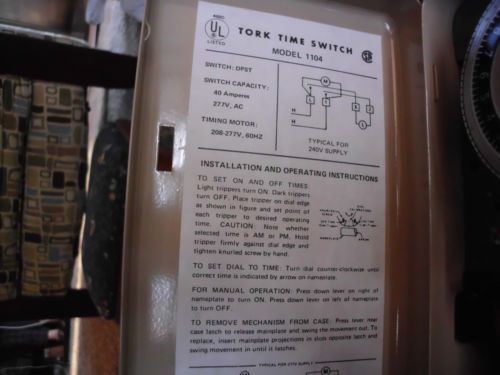 UL
LISTED
TORK TIME SWITCH
MODEL 1104
SWITCH: DPST
SWITCH CAPACITY:
40 Amperes
277V, AC
TIMING MOTOR:
208-277V, 60HZ
M
H
H
TYPICAL FOR
240V SUPPLY
INSTALLATION AND OPERATING INSTRUCTIONS
TO SET ON AND OFF TIMES:
Light trippers turn ON. Dark trippers
turn OFF. Place tripper on dial edge
as shown in figure and set point of
each tripper to desired operating
time. CAUTION: Note whether
selected time is AM or PM. Hold
tripper firmly against dial edge and
tighten knurled screw by hand.
TO SET DIAL TO TIME: Turn dial counter-clockwise until
correct time is indicated by arrow on nameplate.
FOR MANUAL OPERATION: Press down lever on right of
nameplate to turn ON. Press down lever on left of nameplate
to turn OFF.
TO REMOVE MECHANISM FROM CASE: Press lever near
case latch to release mainplate and swing the movement out. To
replace, insert mainplate projections in slots opposite latch and
swing movement in until it latches.
TYPICAL FOR 277V SUPPLY